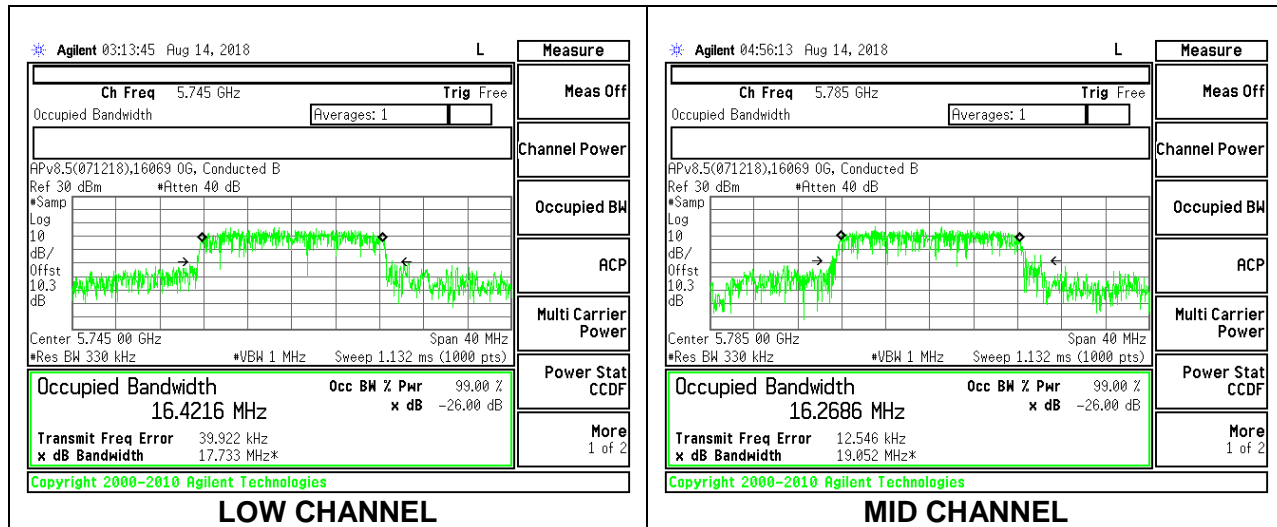 Agilent 03:13:45 Aug 14, 2018 L
Measure
Ch Freq 5.745 GHz Trig Free
Meas Off
Occupied Bandwidth Averages: 1
Channel Power
APv8.5(071218),16069 OG, Conducted B
Ref 30 dBm #Atten 40 dB
#Samp
Log
10
dB/
Offst
10.3
dB
Occupied BW
ACP
Multi Carrier
Power
Center 5.745 00 GHz Span 40 MHz
#Res BW 330 kHz #VBW 1 MHz Sweep 1.132 ms (1000 pts)
Power Stat
CCDF
Occupied Bandwidth Occ BW % Pwr 99.00 %
16.4216 MHz x dB -26.00 dB
Transmit Freq Error 39.922 kHz
x dB Bandwidth 17.733 MHz*
More
1 of 2
Copyright 2000-2010 Agilent Technologies
LOW CHANNEL
Agilent 04:56:13 Aug 14, 2018 L
Measure
Ch Freq 5.785 GHz Trig Free
Meas Off
Occupied Bandwidth Averages: 1
Channel Power
APv8.5(071218),16069 OG, Conducted B
Ref 30 dBm #Atten 40 dB
#Samp
Log
10
dB/
Offst
10.3
dB
Occupied BW
ACP
Multi Carrier
Power
Center 5.785 00 GHz Span 40 MHz
#Res BW 330 kHz #VBW 1 MHz Sweep 1.132 ms (1000 pts)
Power Stat
CCDF
Occupied Bandwidth Occ BW % Pwr 99.00 %
16.2686 MHz x dB -26.00 dB
Transmit Freq Error 12.546 kHz
x dB Bandwidth 19.052 MHz*
More
1 of 2
Copyright 2000-2010 Agilent Technologies
MID CHANNEL